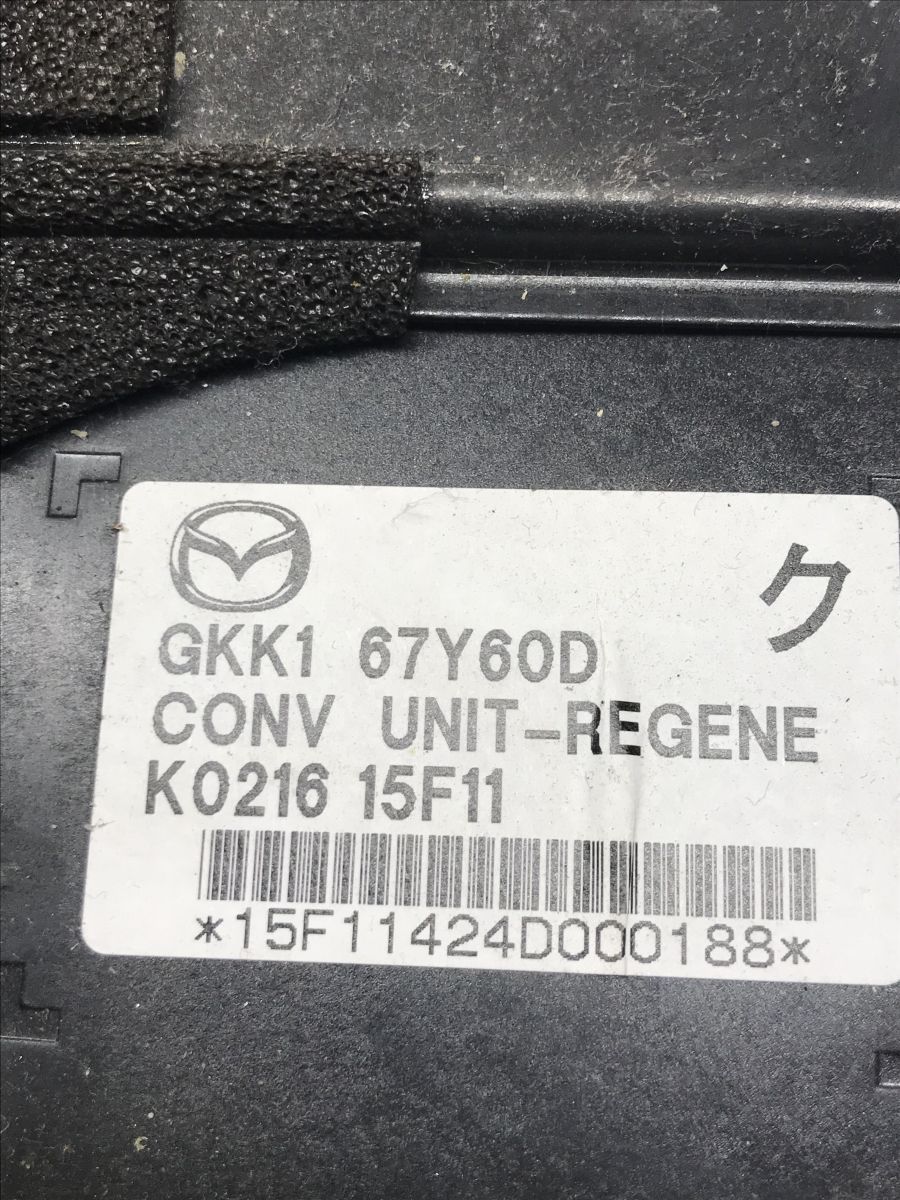 ク
GKK1 67Y60D
CONV UNIT-REGENE
K0216 15F11
*15F11424D000188*